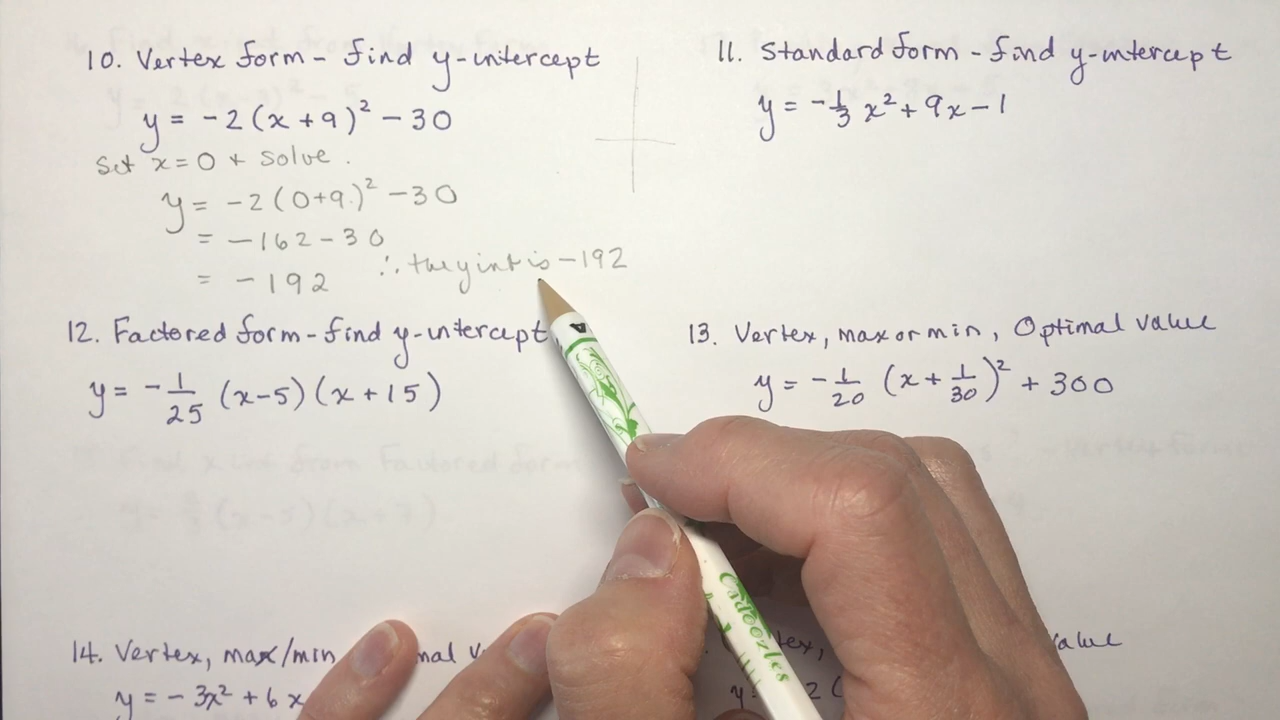 10. Vertex form - find y-intercept
y = -2(x+9)² - 30
Set x=0 + solve.
y = -2(0+9)² - 30
= -162-30
= -192 ∴ the y int is -192
11. Standard form - find y-intercept
y = -1/3 x² + 9x - 1
12. Factored form - find y-intercept
y = -1/25 (x-5)(x+15)
13. Vertex, max or min, Optimal value
y = -1/20 (x + 1/30)² + 300
14. Vertex, max/min
y = -3x² + 6x
Cadoozles